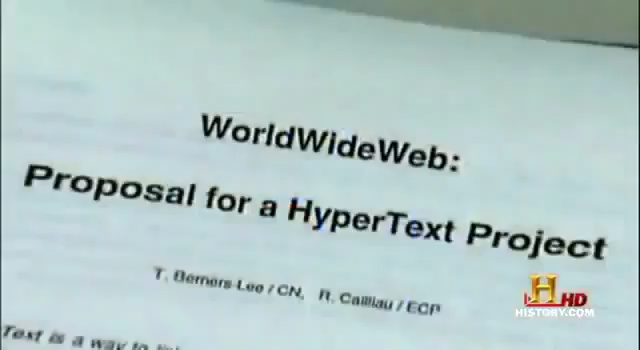 WorldWideWeb:
Proposal for a HyperText Project
T. Berners-Lee / CN, R. Cailliau / ECP
Text is a way to
H HD
HISTORY.COM